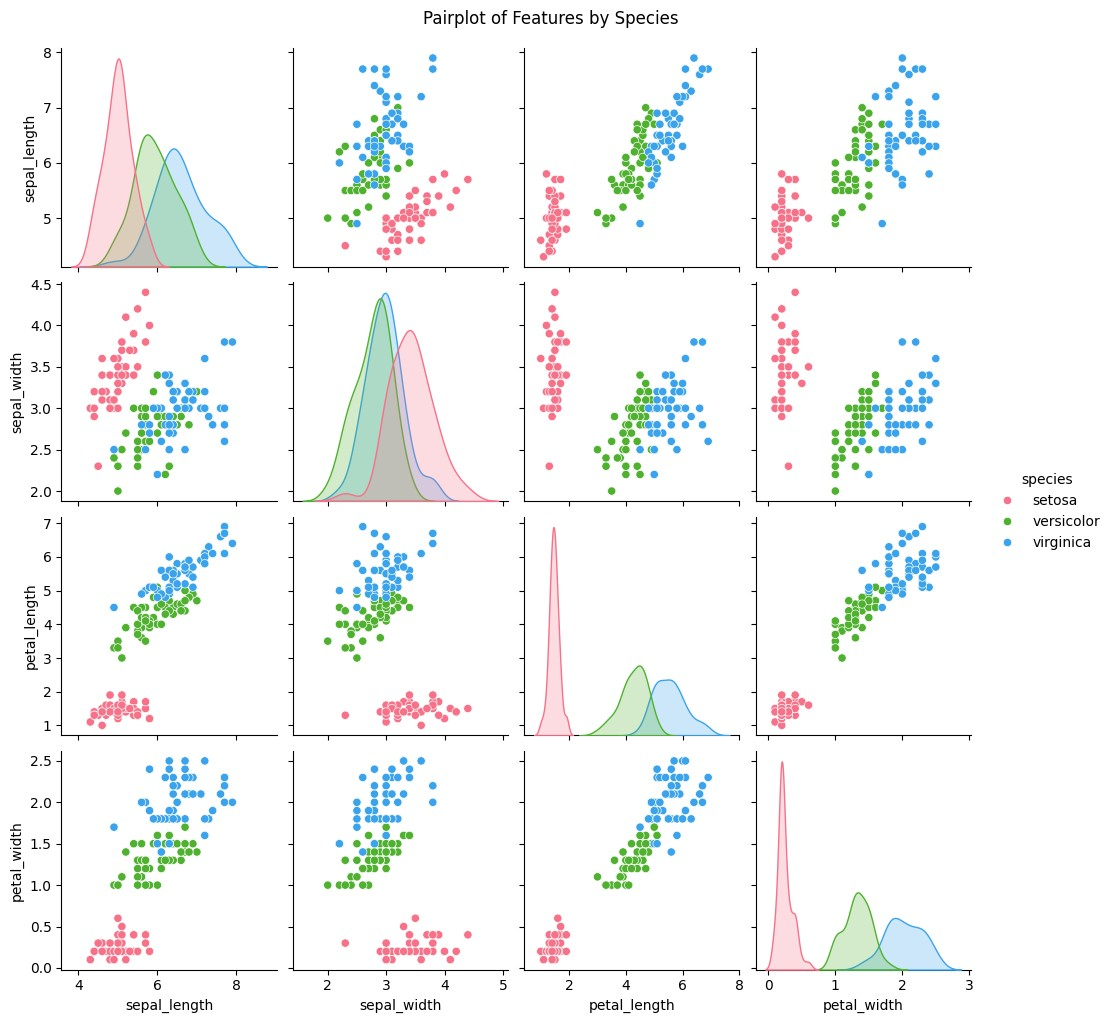 Pairplot of Features by Species
8
7
6
5
sepal_length
4.5
4.0
3.5
3.0
2.5
2.0
sepal_width
species
setosa
versicolor
virginica
7
6
5
4
3
2
1
petal_length
2.5
2.0
1.5
1.0
0.5
0.0
petal_width
4 6 8 2 3 4 5 2 4 6 8 0 1 2 3
sepal_length sepal_width petal_length petal_width